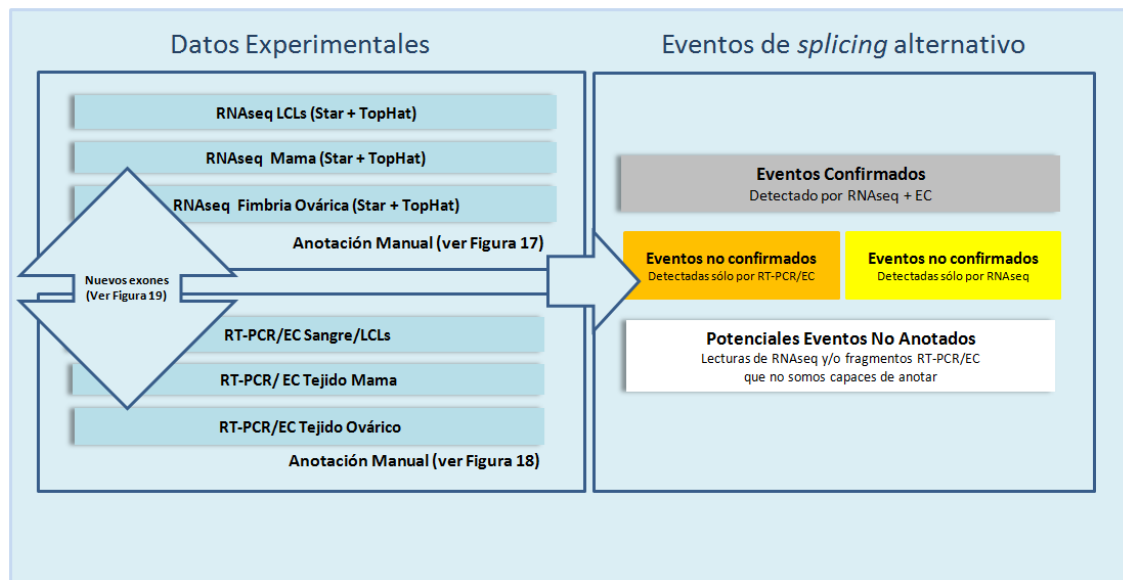 Datos Experimentales
RNAseq LCLs (Star + TopHat)
RNAseq Mama (Star + TopHat)
RNAseq Fimbria Ovárica (Star + TopHat)
Anotación Manual (ver Figura 17)
Nuevos exones
(Ver Figura 19)
RT-PCR/EC Sangre/LCLs
RT-PCR/ EC Tejido Mama
RT-PCR/EC Tejido Ovárico
Anotación Manual (ver Figura 18)
Eventos de splicing alternativo
Eventos Confirmados
Detectado por RNAseq + EC
Eventos no confirmados
Detectadas sólo por RT-PCR/EC
Eventos no confirmados
Detectadas sólo por RNAseq
Potenciales Eventos No Anotados
Lecturas de RNAseq y/o fragmentos RT-PCR/EC
que no somos capaces de anotar